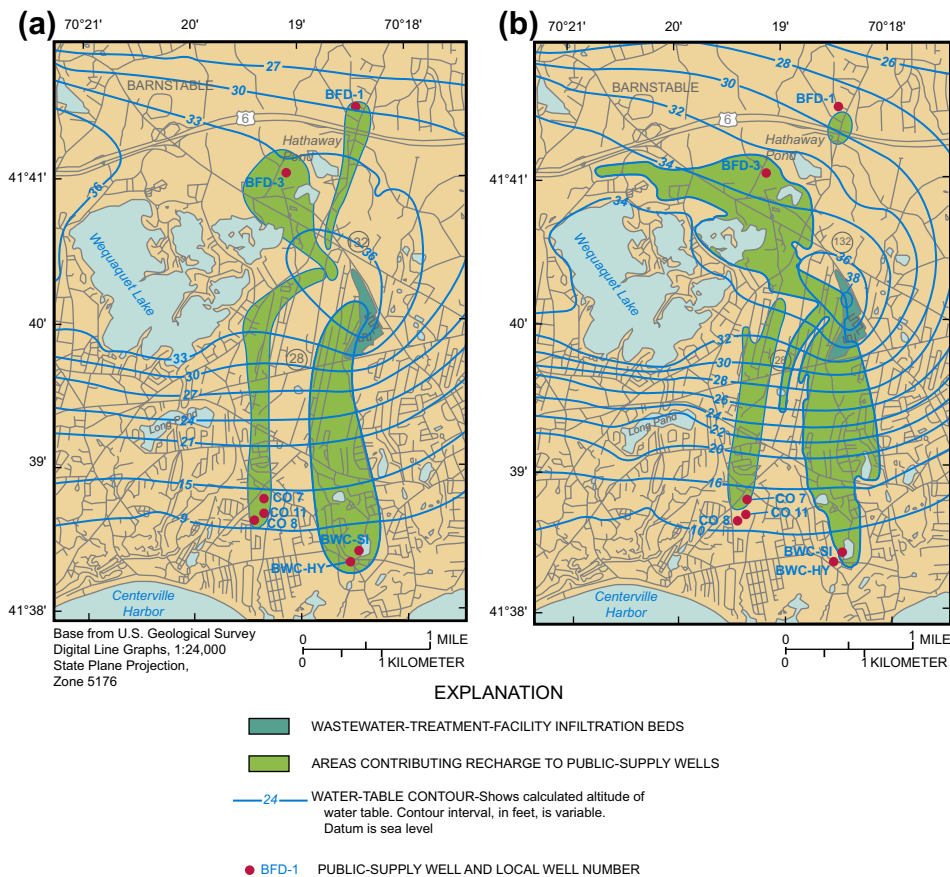 (a)
(b)
70°21'
20'
19'
70°18'
70°21'
20'
19'
70°18'
27
BARNSTABLE
30
BFD-1
33
6
Hathaway
Pond
41°41'
BFD-3
36
132
36
Wequaquet Lake
40'
33
28
30
27
24
Long Pond
21
39'
15
CO 7
CO 11
CO 8
9
BWC-SI
BWC-HY
41°38'
Centerville
Harbor
28
26
30
BARNSTABLE
32
BFD-1
6
Hathaway
Pond
34
41°41'
BFD-3
34
132
36
38
Wequaquet Lake
40'
32
30
28
28
26
24
Long Pond
22
20
39'
16
CO 7
CO 11
CO 8
10
BWC-SI
BWC-HY
41°38'
Centerville
Harbor
Base from U.S. Geological Survey
Digital Line Graphs, 1:24,000
State Plane Projection,
Zone 5176
0 1 MILE
0 1 KILOMETER
0 1 MILE
0 1 KILOMETER
EXPLANATION
WASTEWATER-TREATMENT-FACILITY INFILTRATION BEDS
AREAS CONTRIBUTING RECHARGE TO PUBLIC-SUPPLY WELLS
24 WATER-TABLE CONTOUR-Shows calculated altitude of
water table. Contour interval, in feet, is variable.
Datum is sea level
BFD-1 PUBLIC-SUPPLY WELL AND LOCAL WELL NUMBER